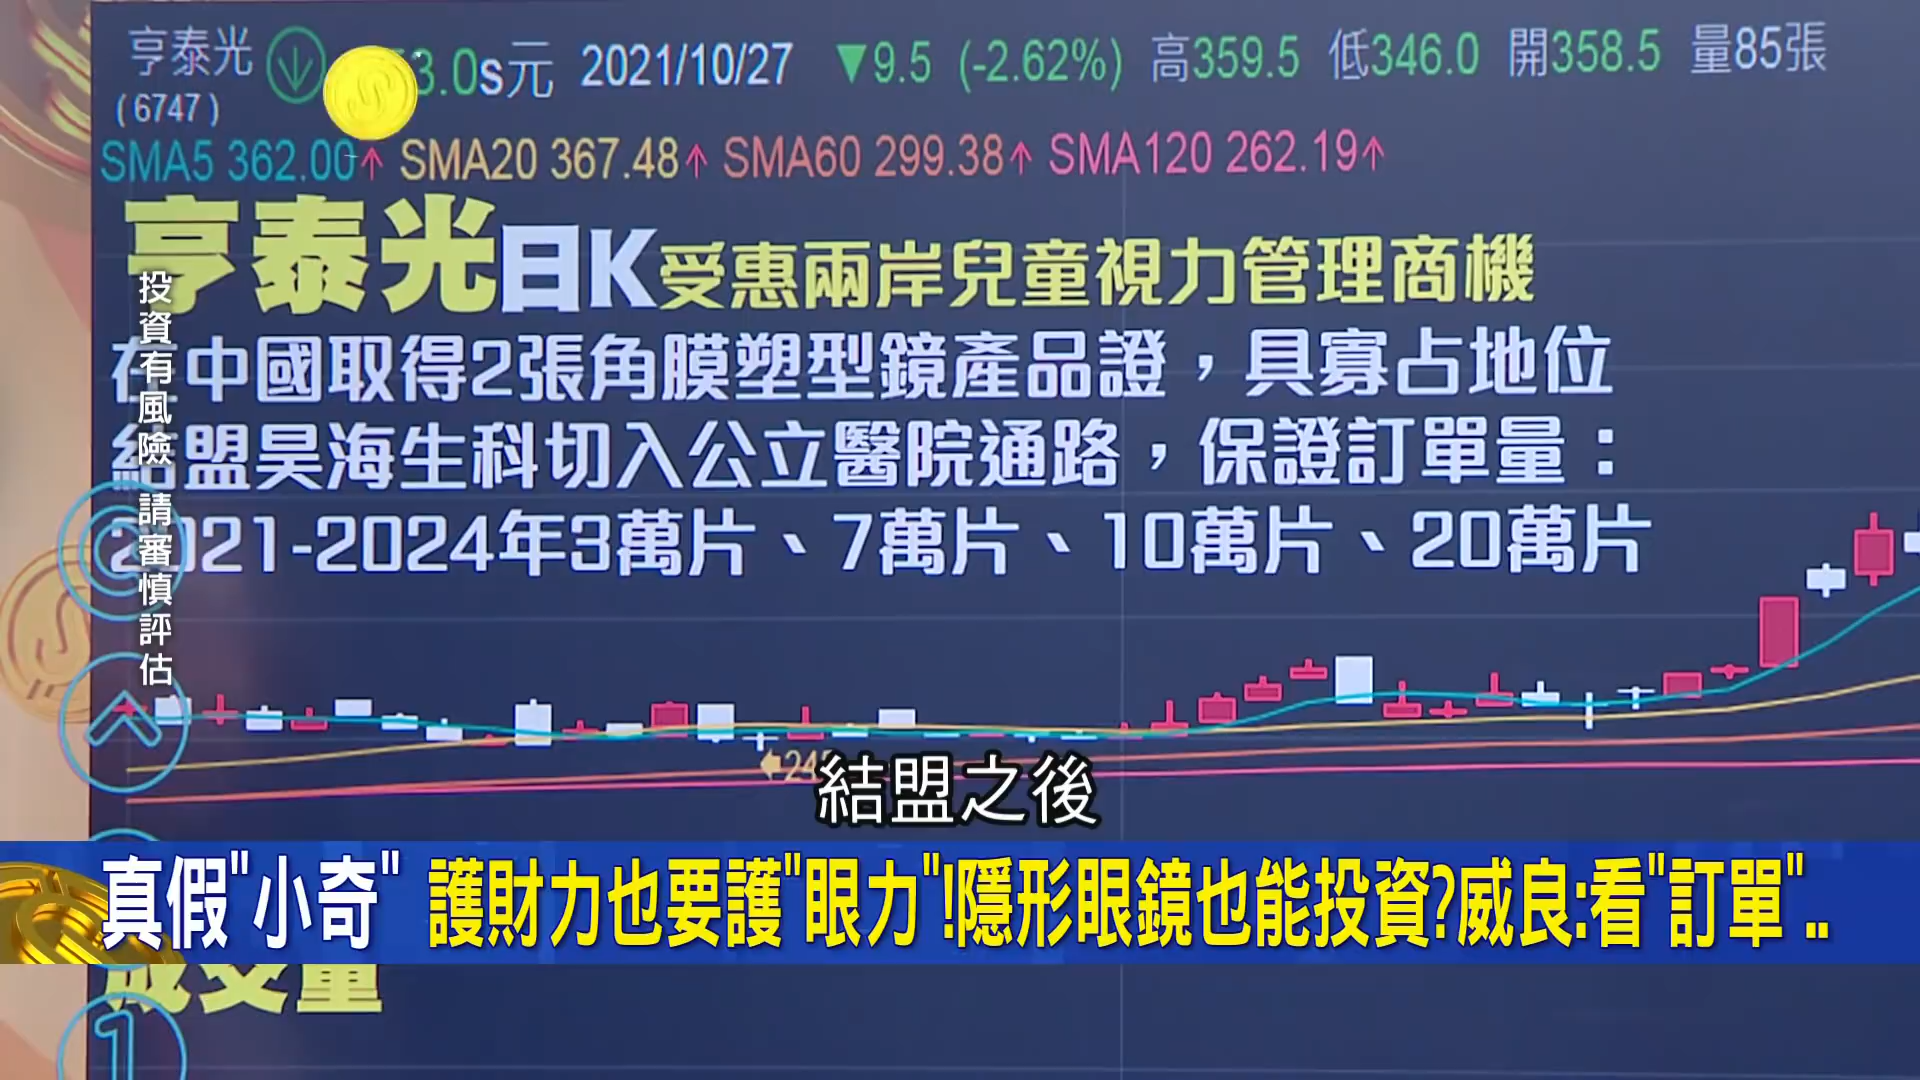 亨泰光 3.0s元 2021/10/27 ▼9.5 (-2.62%) 高359.5 低346.0 開358.5 量85張
(6747)
SMA5 362.00↑ SMA20 367.48↑ SMA60 299.38↑ SMA120 262.19↑
亨泰光日K受惠兩岸兒童視力管理商機
在中國取得2張角膜塑型鏡產品證，具寡占地位
結盟昊海生科切入公立醫院通路，保證訂單量：
2021-2024年3萬片、7萬片、10萬片、20萬片
投資有風險 請審慎評估
結盟之後
真假"小奇" 護財力也要護"眼力"!隱形眼鏡也能投資?威良:看"訂單"..
成交量
1